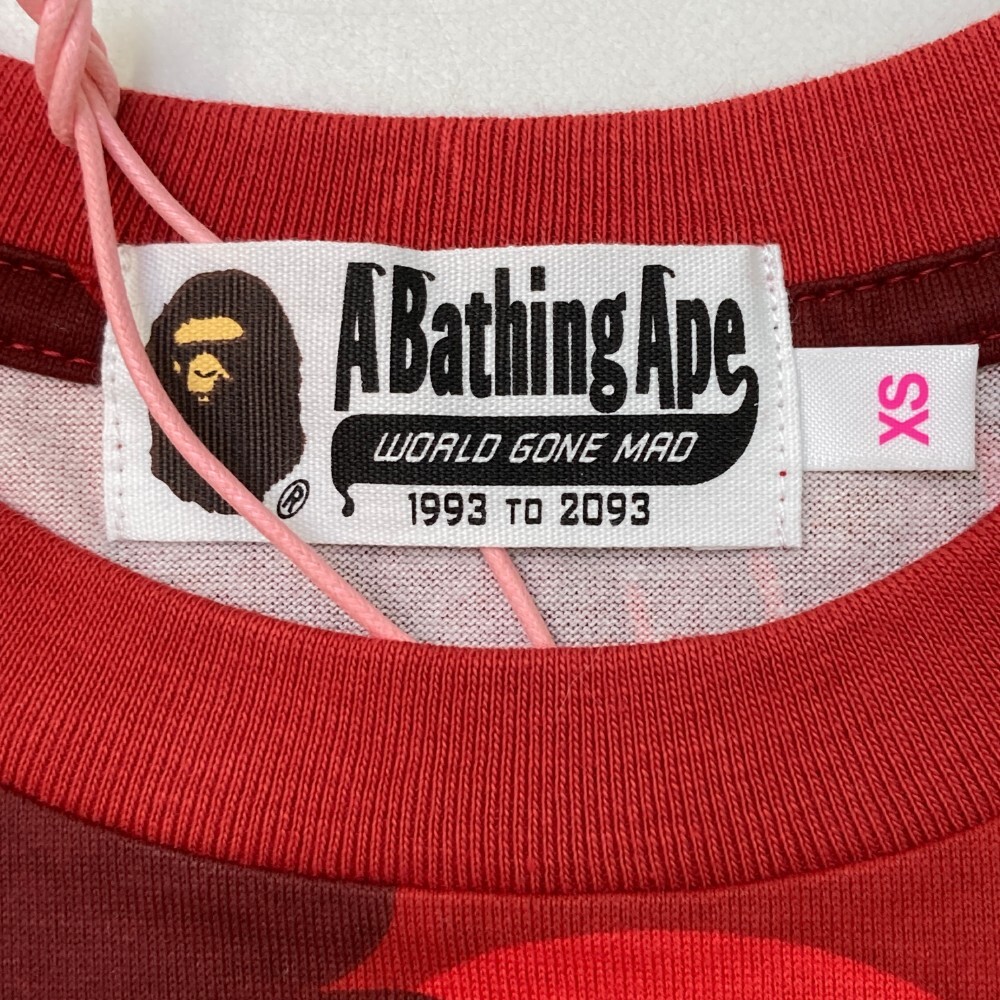 A Bathing Ape
WORLD GONE MAD
1993 TO 2093
®
XS